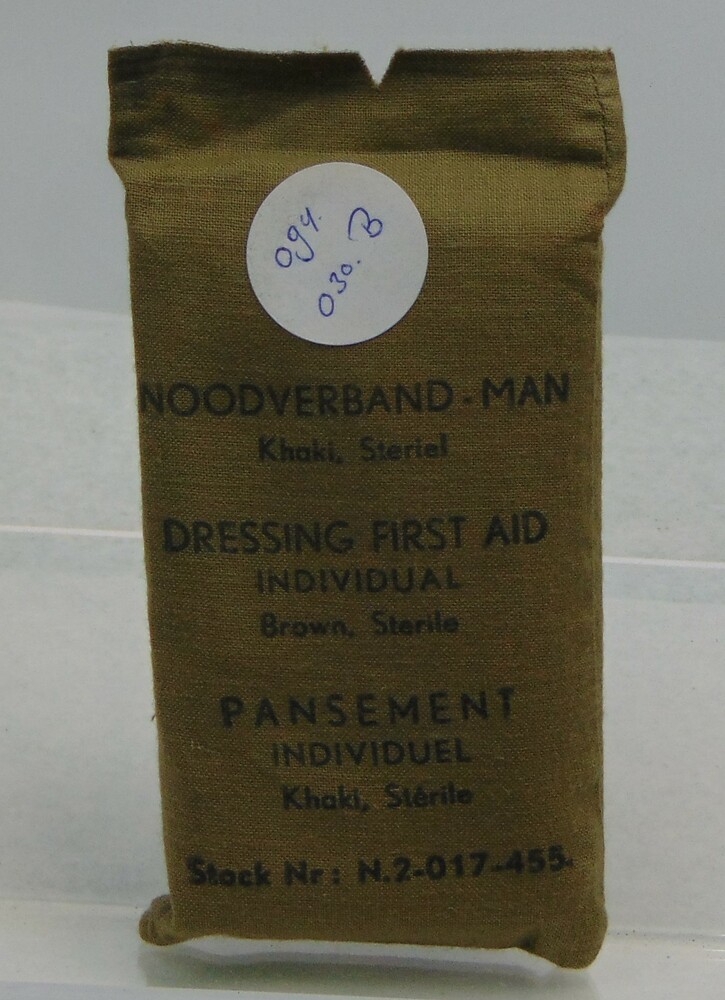 094.
030. B
NOODVERBAND - MAN
Khaki, Steriel
DRESSING FIRST AID
INDIVIDUAL
Brown, Sterile
PANSEMENT
INDIVIDUEL
Khaki, Stérile
Stock Nr: N.2-017-455.